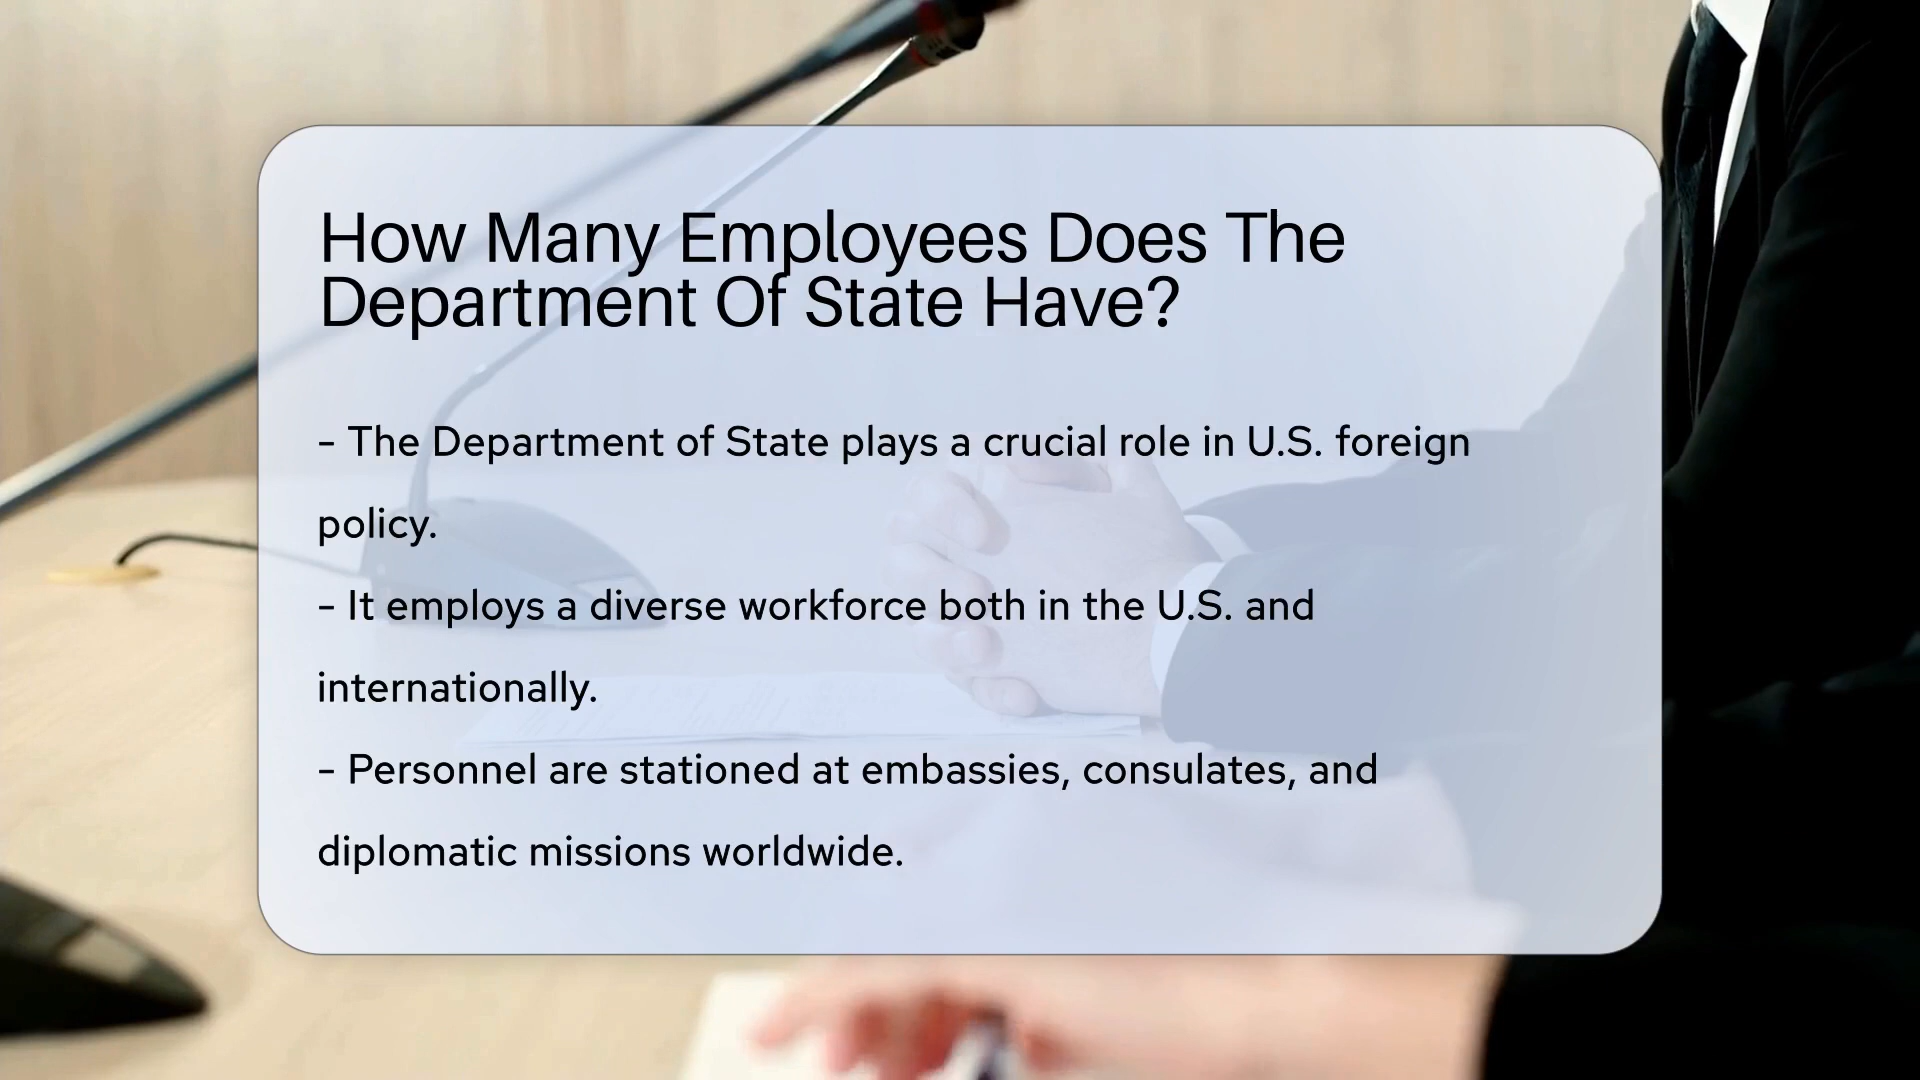 How Many Employees Does The
Department Of State Have?
- The Department of State plays a crucial role in U.S. foreign
policy.
- It employs a diverse workforce both in the U.S. and
internationally.
- Personnel are stationed at embassies, consulates, and
diplomatic missions worldwide.